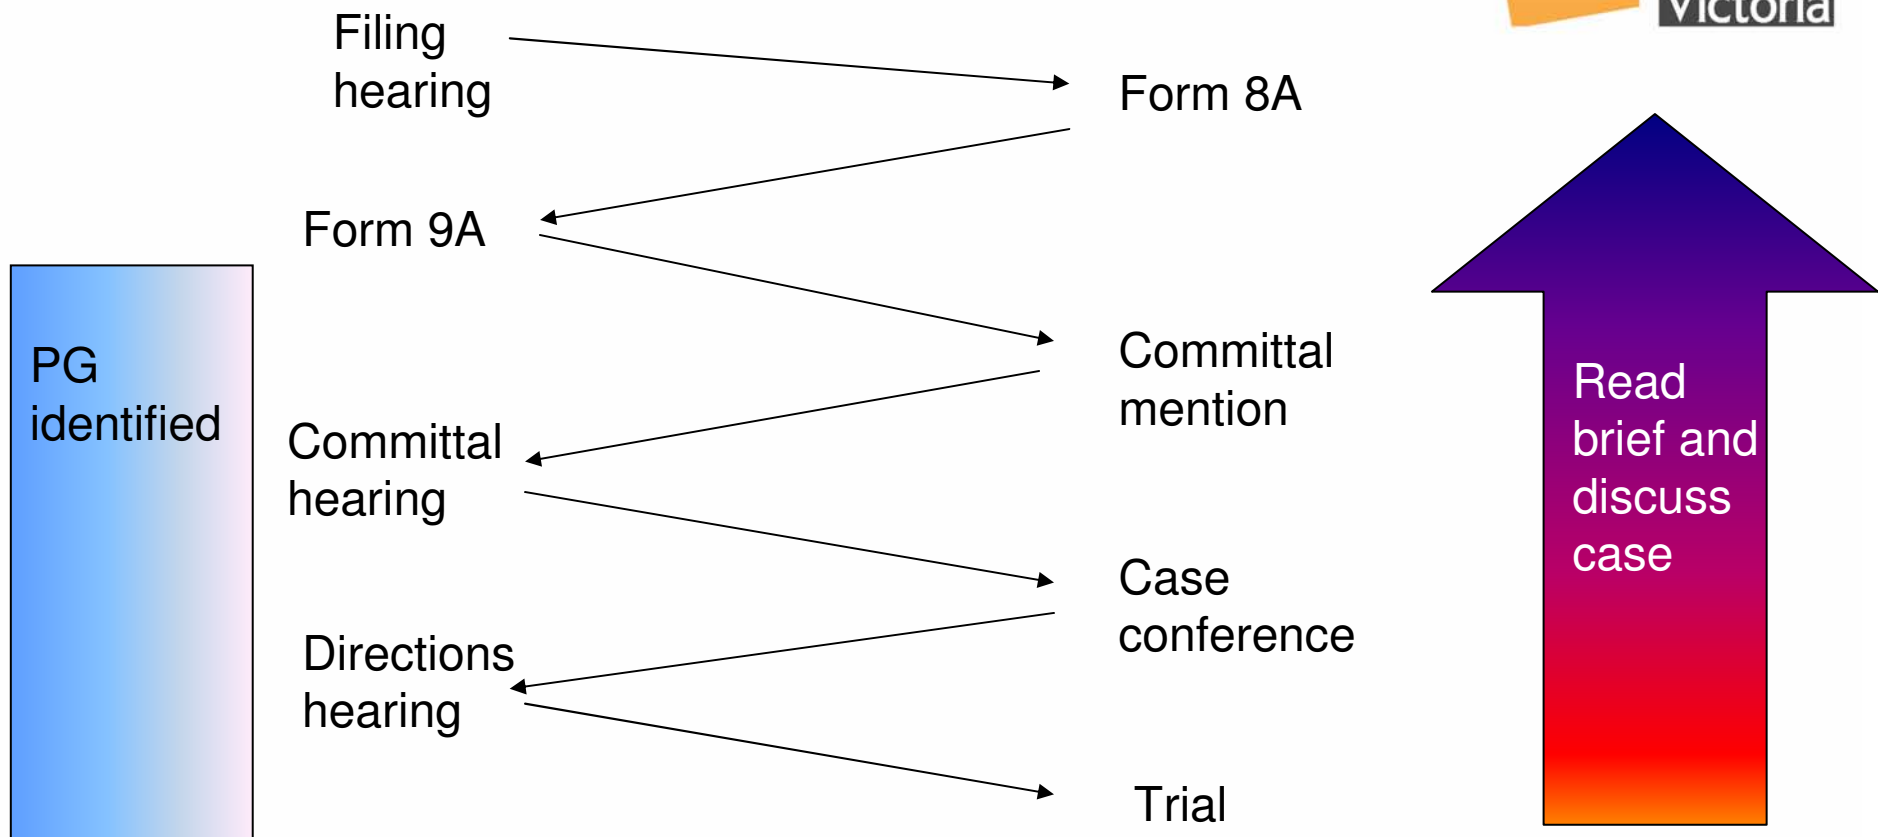 Victoria
Filing
hearing
Form 8A
Form 9A
PG
identified
Committal
mention
Read
brief and
discuss
case
Committal
hearing
Case
conference
Directions
hearing
Trial